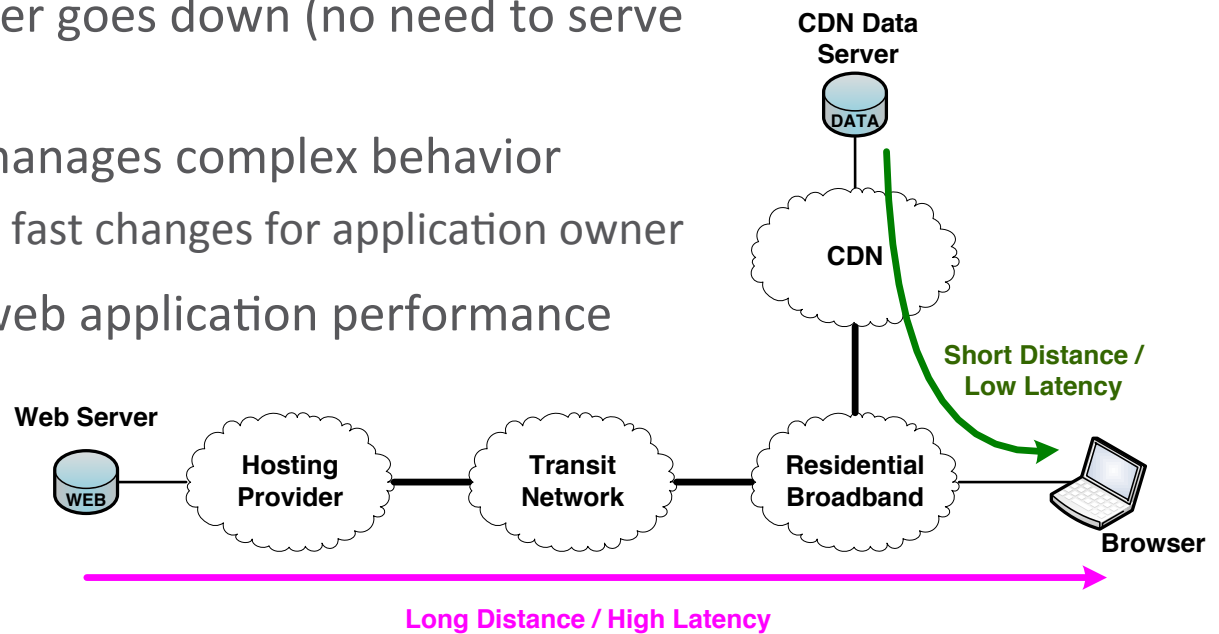 er goes down (no need to serve
manages complex behavior
fast changes for application owner
web application performance
CDN Data
Server
DATA
CDN
Short Distance /
Low Latency
Web Server
WEB
Hosting
Provider
Transit
Network
Residential
Broadband
Browser
Long Distance / High Latency